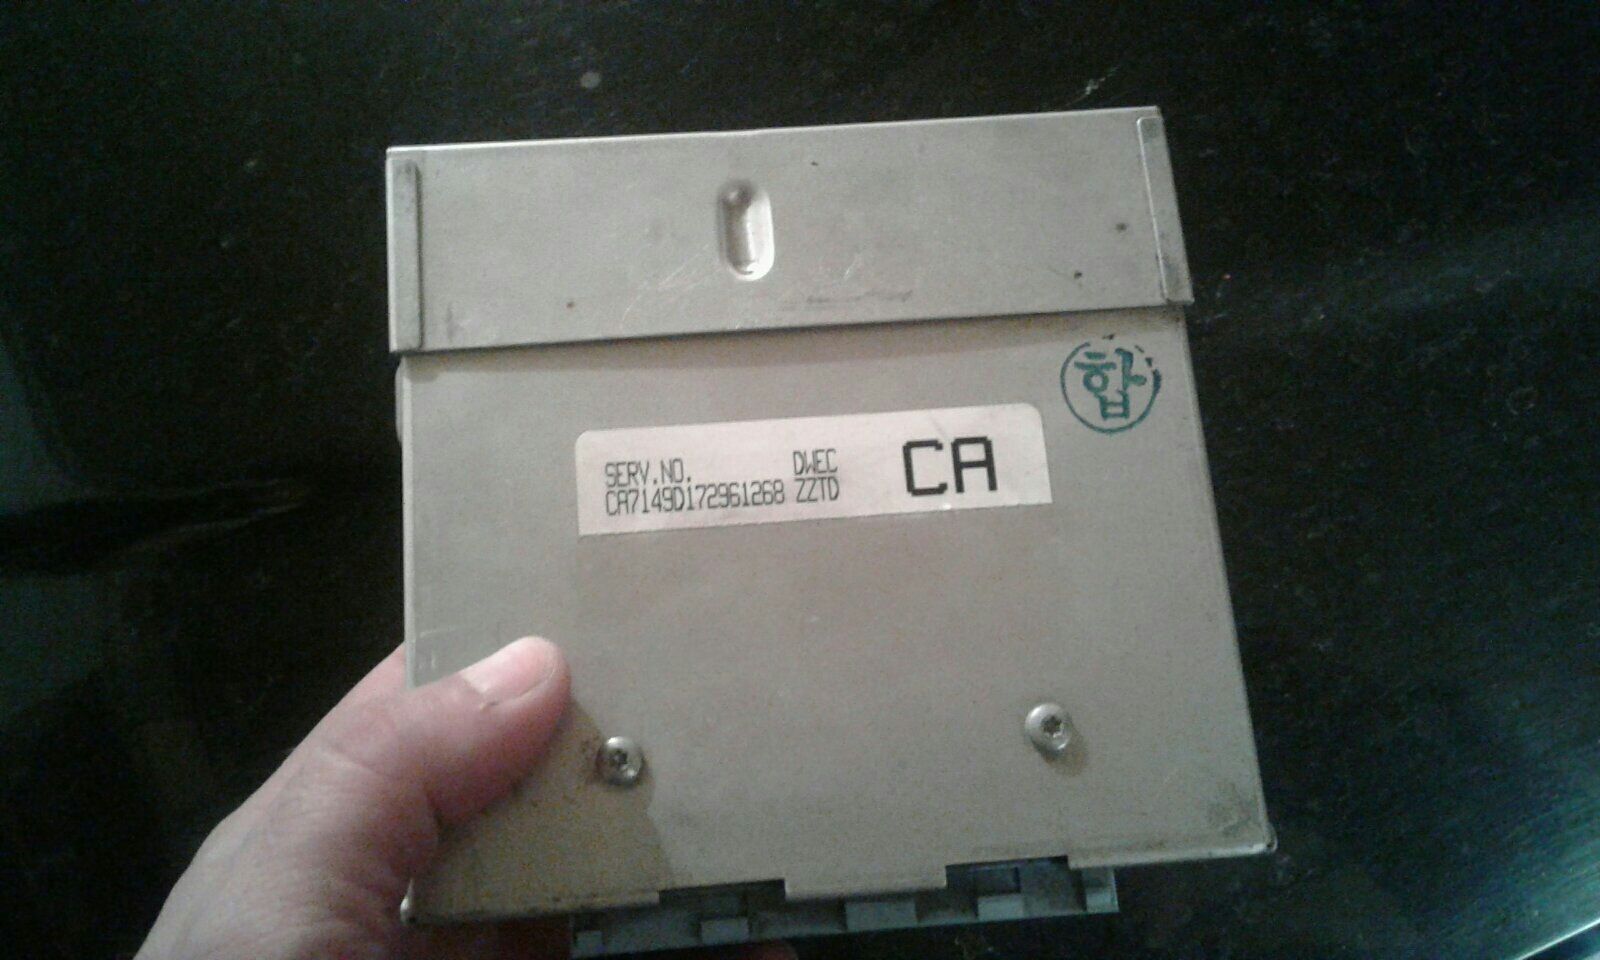 합
SERV.NO. DWEC CA
CA7149D172961268 ZZTD